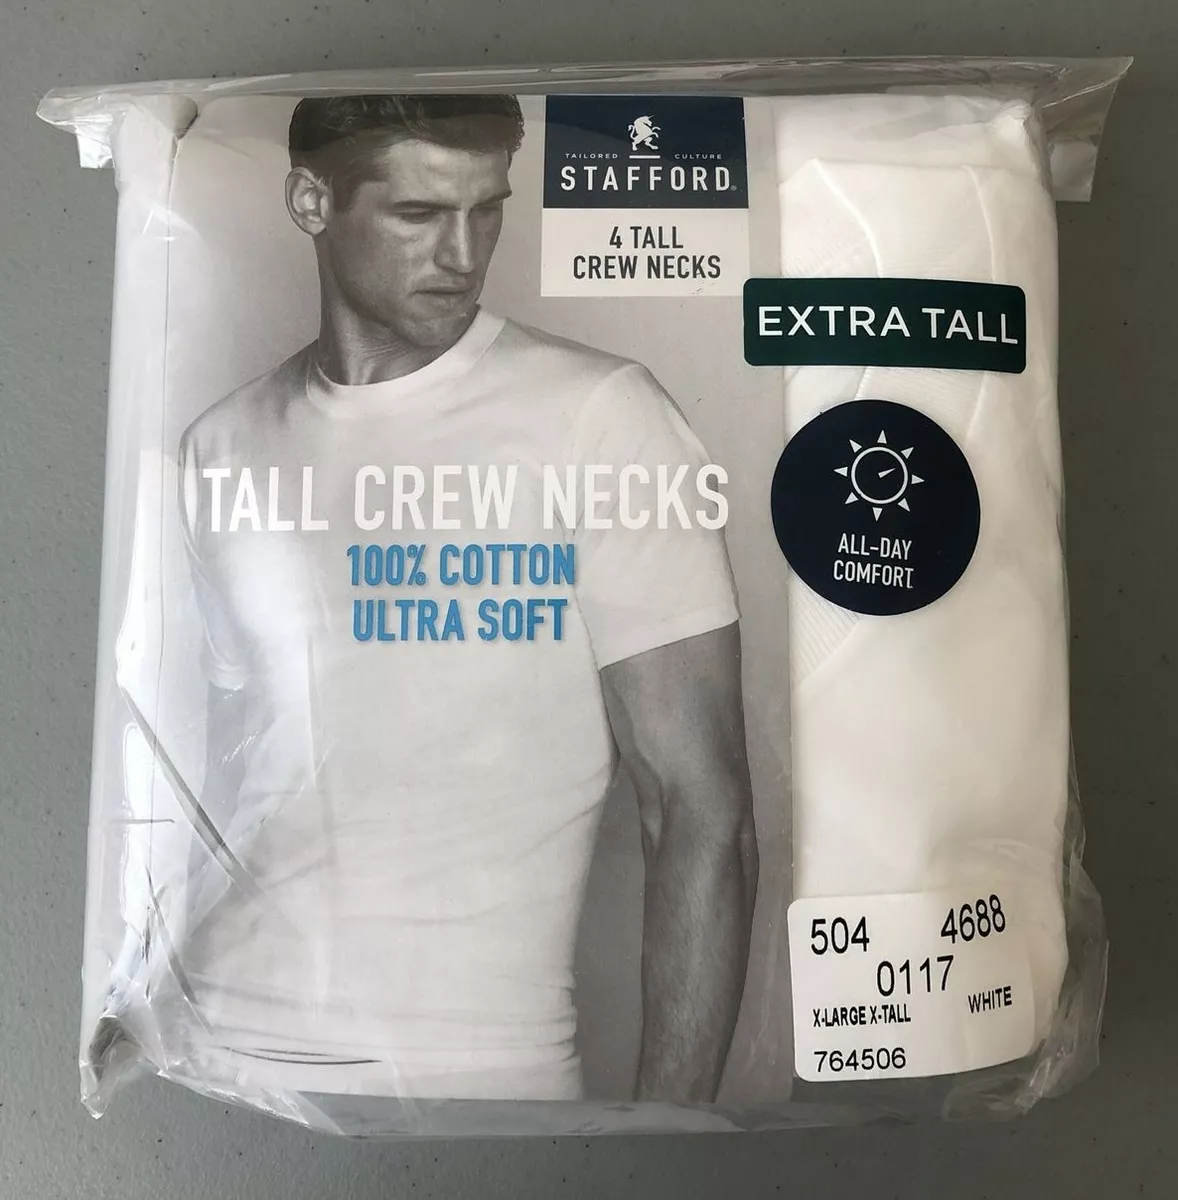 TAILORED CULTURE
STAFFORD®
4 TALL
CREW NECKS
EXTRA TALL
ALL-DAY
COMFORT
TALL CREW NECKS
100% COTTON
ULTRA SOFT
504 4688
0117
X-LARGE X-TALL WHITE
764506